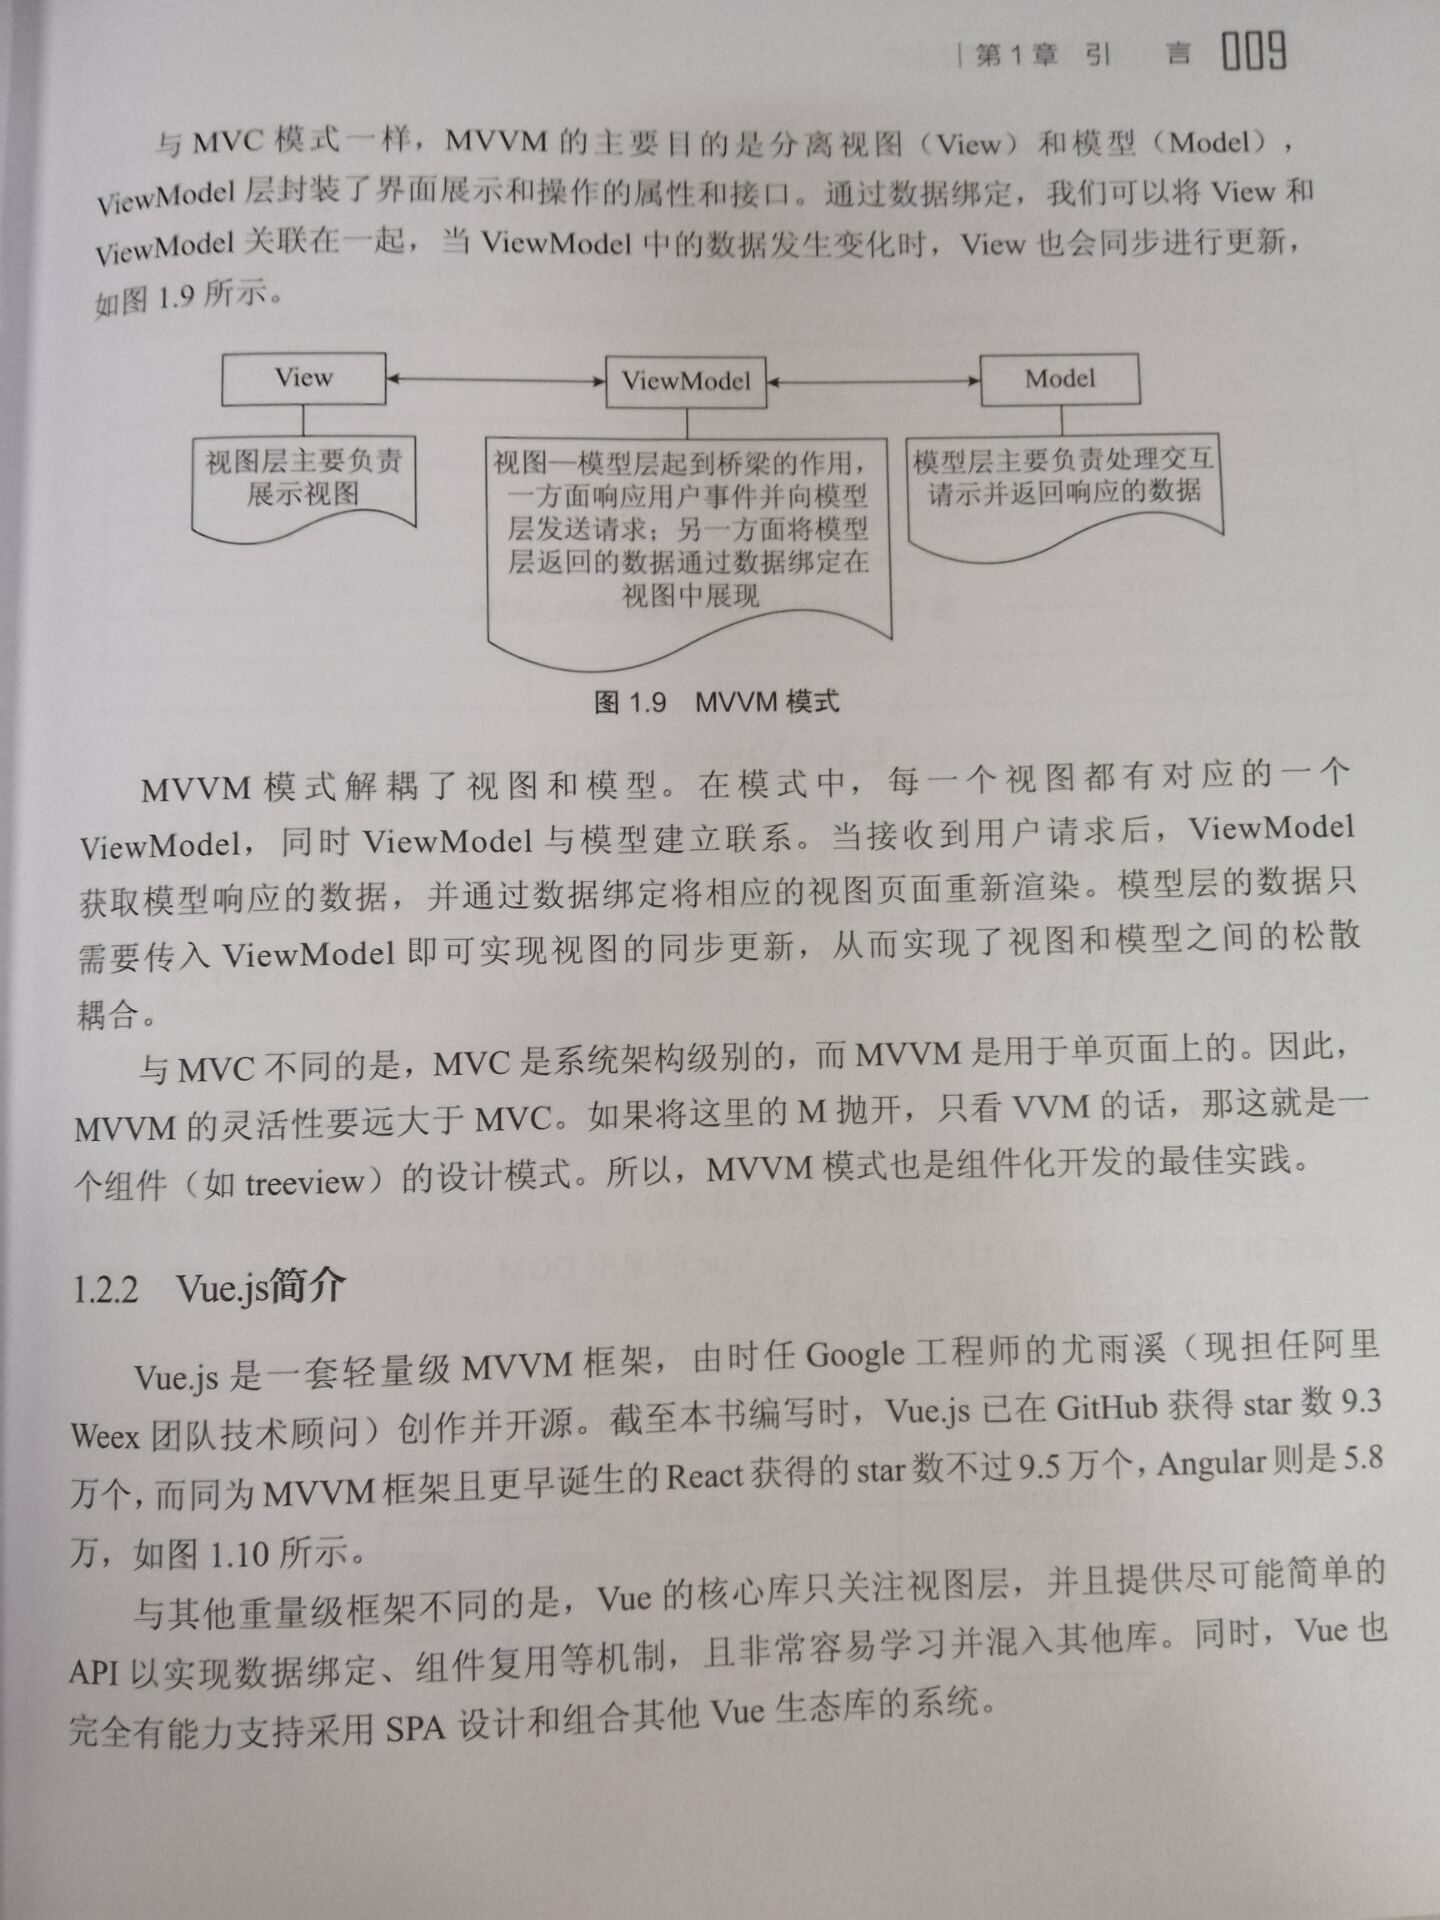 第1章 引 言 009
与 MVC 模式一样，MVVM 的主要目的是分离视图（View）和模型（Model），
ViewModel 层封装了界面展示和操作的属性和接口。通过数据绑定，我们可以将 View 和
ViewModel 关联在一起，当 ViewModel 中的数据发生变化时，View 也会同步进行更新，
如图 1.9 所示。
View
ViewModel
Model
视图层主要负责
展示视图
视图—模型层起到桥梁的作用，
一方面响应用户事件并向模型
层发送请求；另一方面将模型
层返回的数据通过数据绑定在
视图中展现
模型层主要负责处理交互
请示并返回响应的数据
图 1.9 MVVM 模式
MVVM 模式解耦了视图和模型。在模式中，每一个视图都有对应的一个
ViewModel，同时 ViewModel 与模型建立联系。当接收到用户请求后，ViewModel
获取模型响应的数据，并通过数据绑定将相应的视图页面重新渲染。模型层的数据只
需要传入 ViewModel 即可实现视图的同步更新，从而实现了视图和模型之间的松散
耦合。
与 MVC 不同的是，MVC 是系统架构级别的，而 MVVM 是用于单页面上的。因此，
MVVM 的灵活性要远大于 MVC。如果将这里的 M 抛开，只看 VVM 的话，那这就是一
个组件（如 treeview）的设计模式。所以，MVVM 模式也是组件化开发的最佳实践。
1.2.2 Vue.js简介
Vue.js 是一套轻量级 MVVM 框架，由时任 Google 工程师的尤雨溪（现担任阿里
Weex 团队技术顾问）创作并开源。截至本书编写时，Vue.js 已在 GitHub 获得 star 数 9.3
万个，而同为 MVVM 框架且更早诞生的 React 获得的 star 数不过 9.5 万个，Angular 则是 5.8
万，如图 1.10 所示。
与其他重量级框架不同的是，Vue 的核心库只关注视图层，并且提供尽可能简单的
API 以实现数据绑定、组件复用等机制，且非常容易学习并混入其他库。同时，Vue 也
完全有能力支持采用 SPA 设计和组合其他 Vue 生态库的系统。